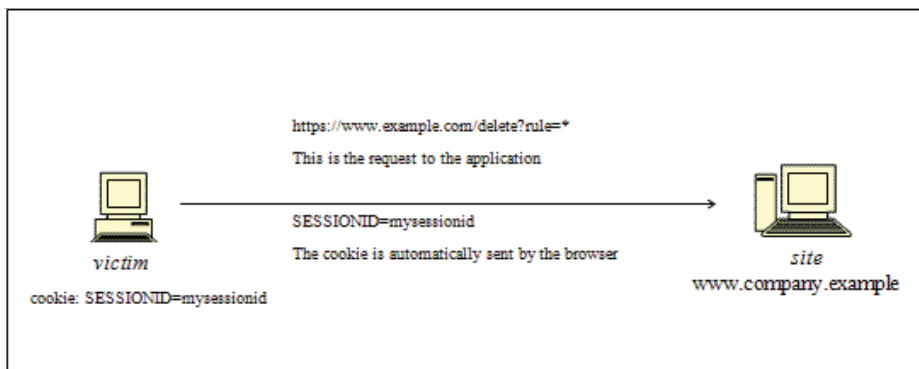 https://www.example.com/delete?rule=*
This is the request to the application
SESSIONID=mysessionid
The cookie is automatically sent by the browser
victim
cookie: SESSIONID=mysessionid
site
www.company.example